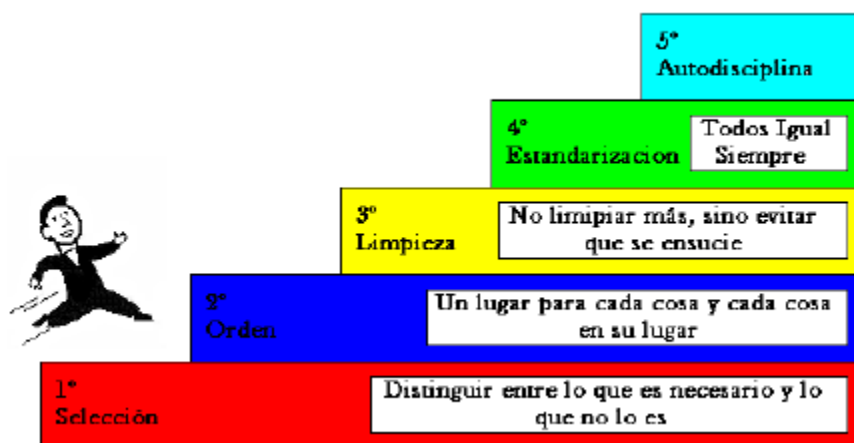 5º
Autodisciplina
4º
Estandarizacion
Todos Igual
Siempre
3º
Limpieza
No limipiar más, sino evitar
que se ensucie
2º
Orden
Un lugar para cada cosa y cada cosa
en su lugar
1º
Selección
Distinguir entre lo que es necesario y lo
que no lo es